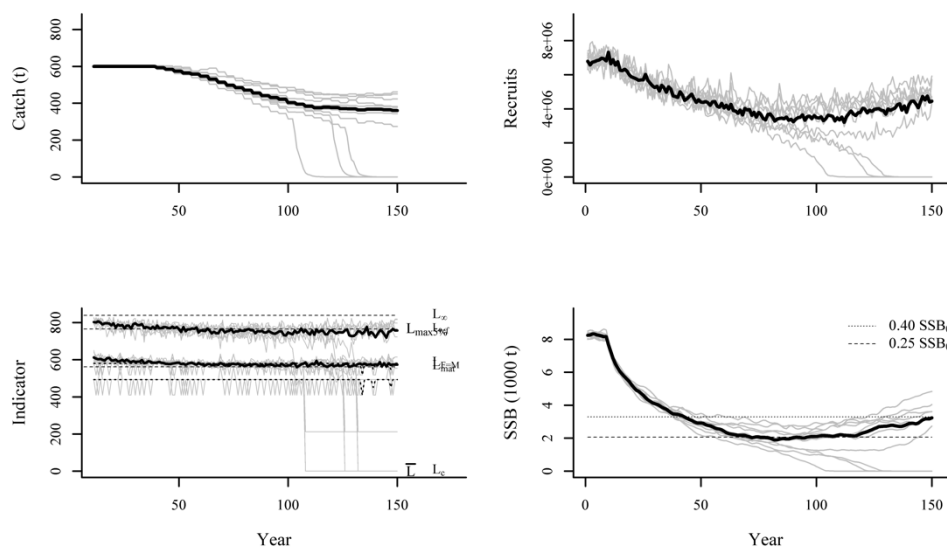 Catch (t)
0 200 400 600 800
50 100 150
Recruits
0e+00 4e+06 8e+06
0 50 100 150
Indicator
0 200 400 600 800
L∞
Lmax5%
L̅
Lc
50 100 150
Year
SSB (1000 t)
0 2 4 6 8
0.40 SSB
0.25 SSB
0 50 100 150
Year